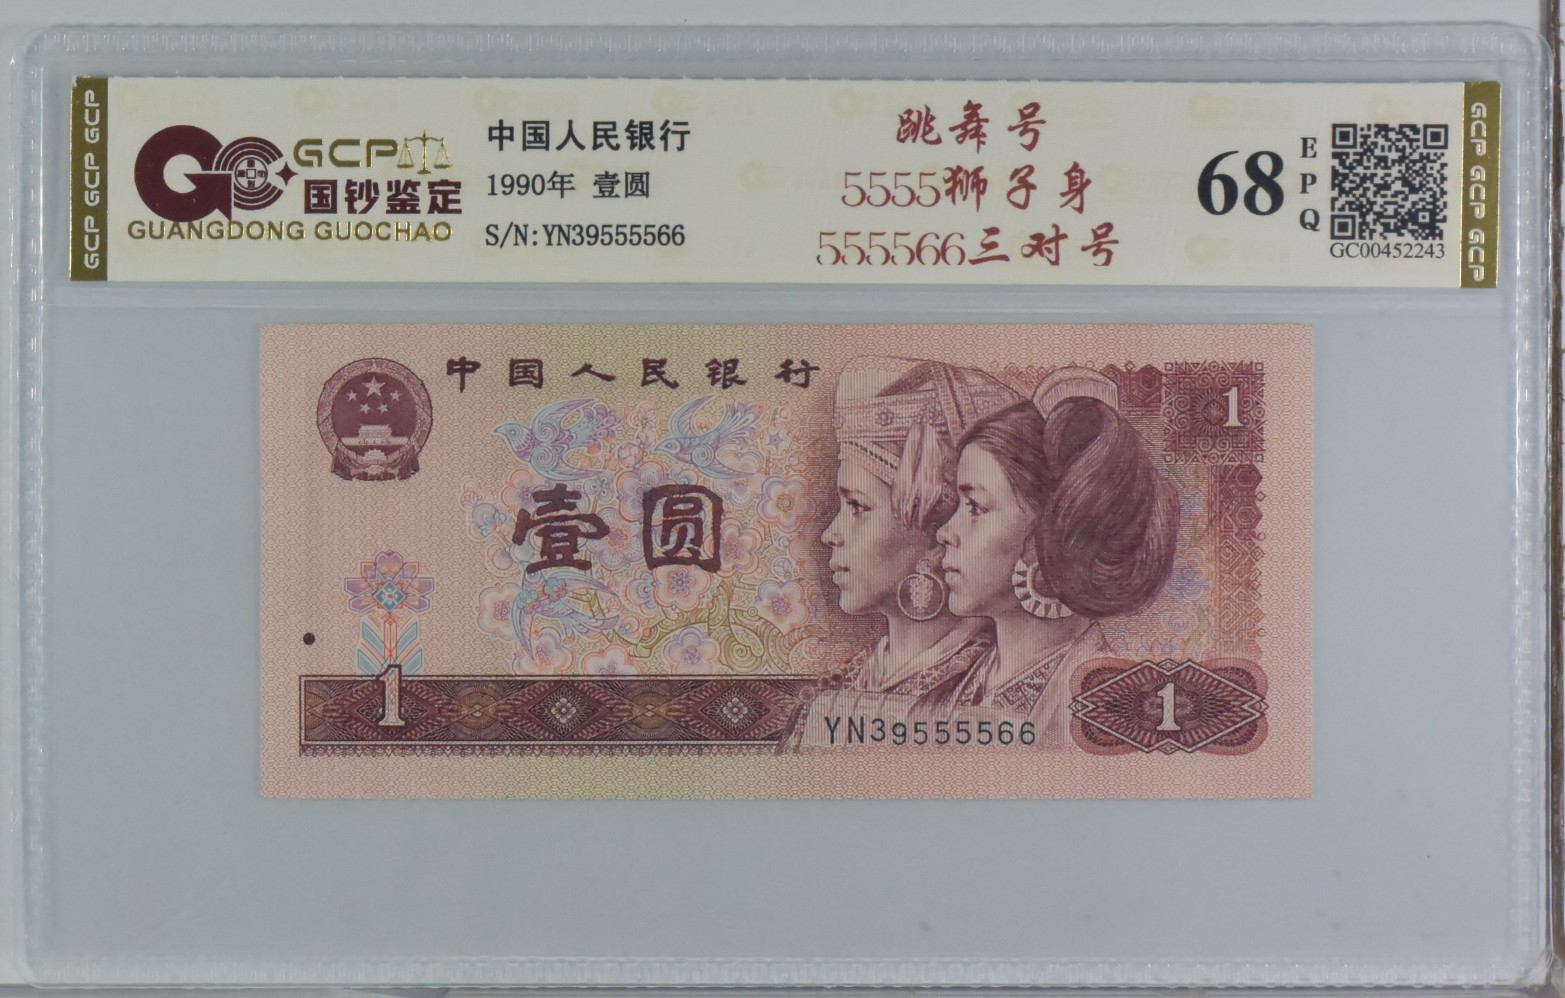 GCP GCP GCP
GCP
国钞鉴定
GUANGDONG GUOCHAO
中国人民银行
1990年 壹圆
S/N:YN39555566
跳舞号
5555狮子身
555566三对号
68
EPQ
GC00452243
GCP GCP GCP
中国人民银行
1
壹圆
1
YN39555566
1